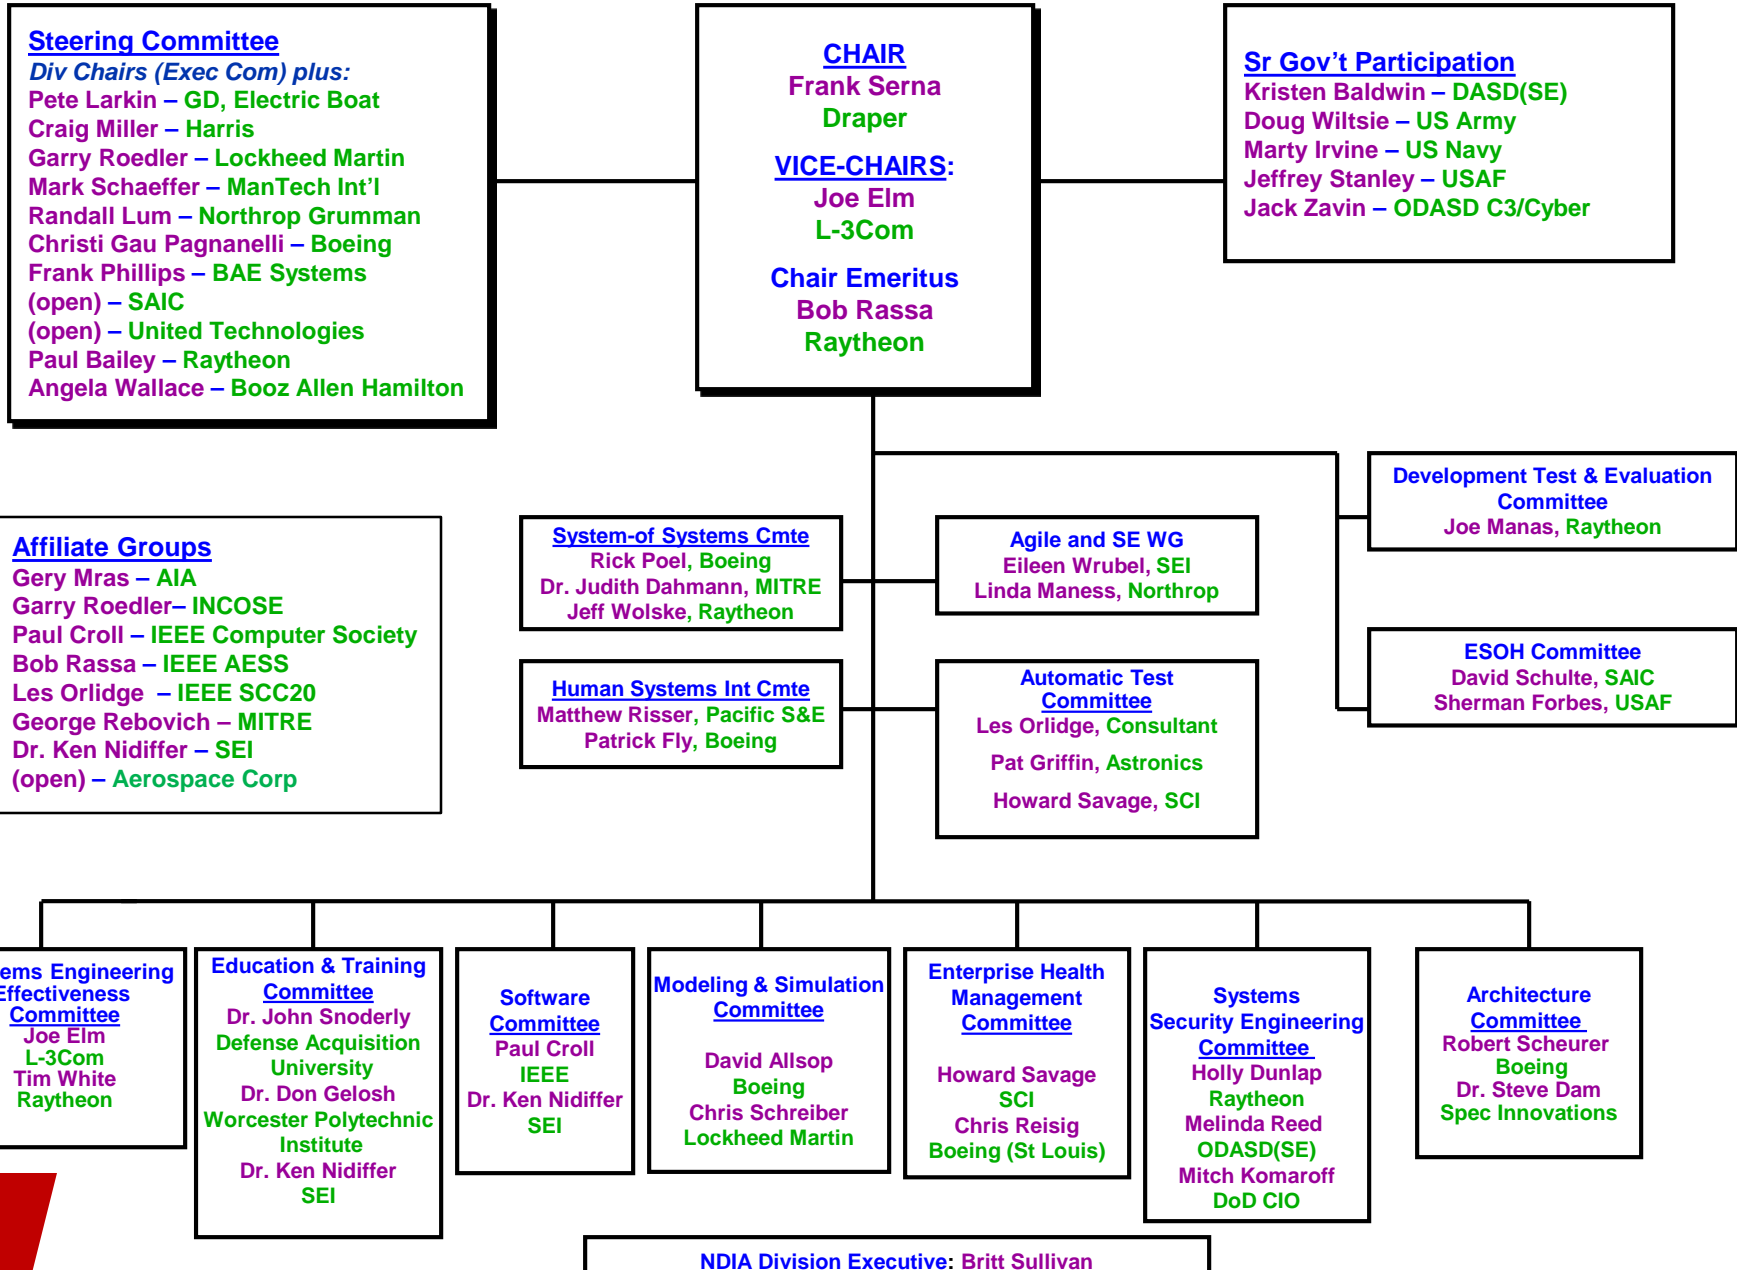 Steering Committee
Div Chairs (Exec Com) plus:
Pete Larkin – GD, Electric Boat
Craig Miller – Harris
Garry Roedler – Lockheed Martin
Mark Schaeffer – ManTech Int'l
Randall Lum – Northrop Grumman
Christi Gau Pagnanelli – Boeing
Frank Phillips – BAE Systems
(open) – SAIC
(open) – United Technologies
Paul Bailey – Raytheon
Angela Wallace – Booz Allen Hamilton
CHAIR
Frank Serna
Draper
VICE-CHAIRS:
Joe Elm
L-3Com
Chair Emeritus
Bob Rassa
Raytheon
Sr Gov't Participation
Kristen Baldwin – DASD(SE)
Doug Wiltsie – US Army
Marty Irvine – US Navy
Jeffrey Stanley – USAF
Jack Zavin – ODASD C3/Cyber
Affiliate Groups
Gery Mras – AIA
Garry Roedler– INCOSE
Paul Croll – IEEE Computer Society
Bob Rassa – IEEE AESS
Les Orlidge – IEEE SCC20
George Rebovich – MITRE
Dr. Ken Nidiffer – SEI
(open) – Aerospace Corp
System-of Systems Cmte
Rick Poel, Boeing
Dr. Judith Dahmann, MITRE
Jeff Wolske, Raytheon
Agile and SE WG
Eileen Wrubel, SEI
Linda Maness, Northrop
Development Test & Evaluation
Committee
Joe Manas, Raytheon
Human Systems Int Cmte
Matthew Risser, Pacific S&E
Patrick Fly, Boeing
Automatic Test
Committee
Les Orlidge, Consultant
Pat Griffin, Astronics
Howard Savage, SCI
ESOH Committee
David Schulte, SAIC
Sherman Forbes, USAF
ems Engineering
Effectiveness
Committee
Joe Elm
L-3Com
Tim White
Raytheon
Education & Training
Committee
Dr. John Snoderly
Defense Acquisition
University
Dr. Don Gelosh
Worcester Polytechnic
Institute
Dr. Ken Nidiffer
SEI
Software
Committee
Paul Croll
IEEE
Dr. Ken Nidiffer
SEI
Modeling & Simulation
Committee
David Allsop
Boeing
Chris Schreiber
Lockheed Martin
Enterprise Health
Management
Committee
Howard Savage
SCI
Chris Reisig
Boeing (St Louis)
Systems
Security Engineering
Committee
Holly Dunlap
Raytheon
Melinda Reed
ODASD(SE)
Mitch Komaroff
DoD CIO
Architecture
Committee
Robert Scheurer
Boeing
Dr. Steve Dam
Spec Innovations
NDIA Division Executive: Britt Sullivan